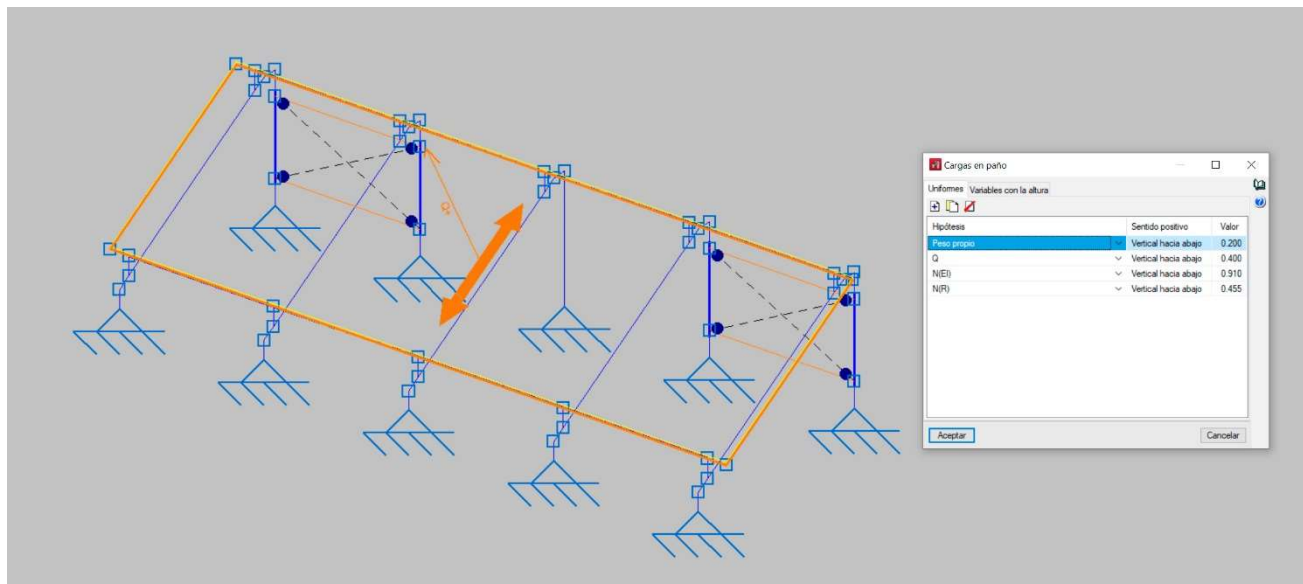 Cargas en paño
Uniformes Variables con la altura
Hipótesis Sentido positivo Valor
Peso propio Vertical hacia abajo 0.200
Q Vertical hacia abajo 0.400
N(EI) Vertical hacia abajo 0.910
N(R) Vertical hacia abajo 0.455
Aceptar Cancelar